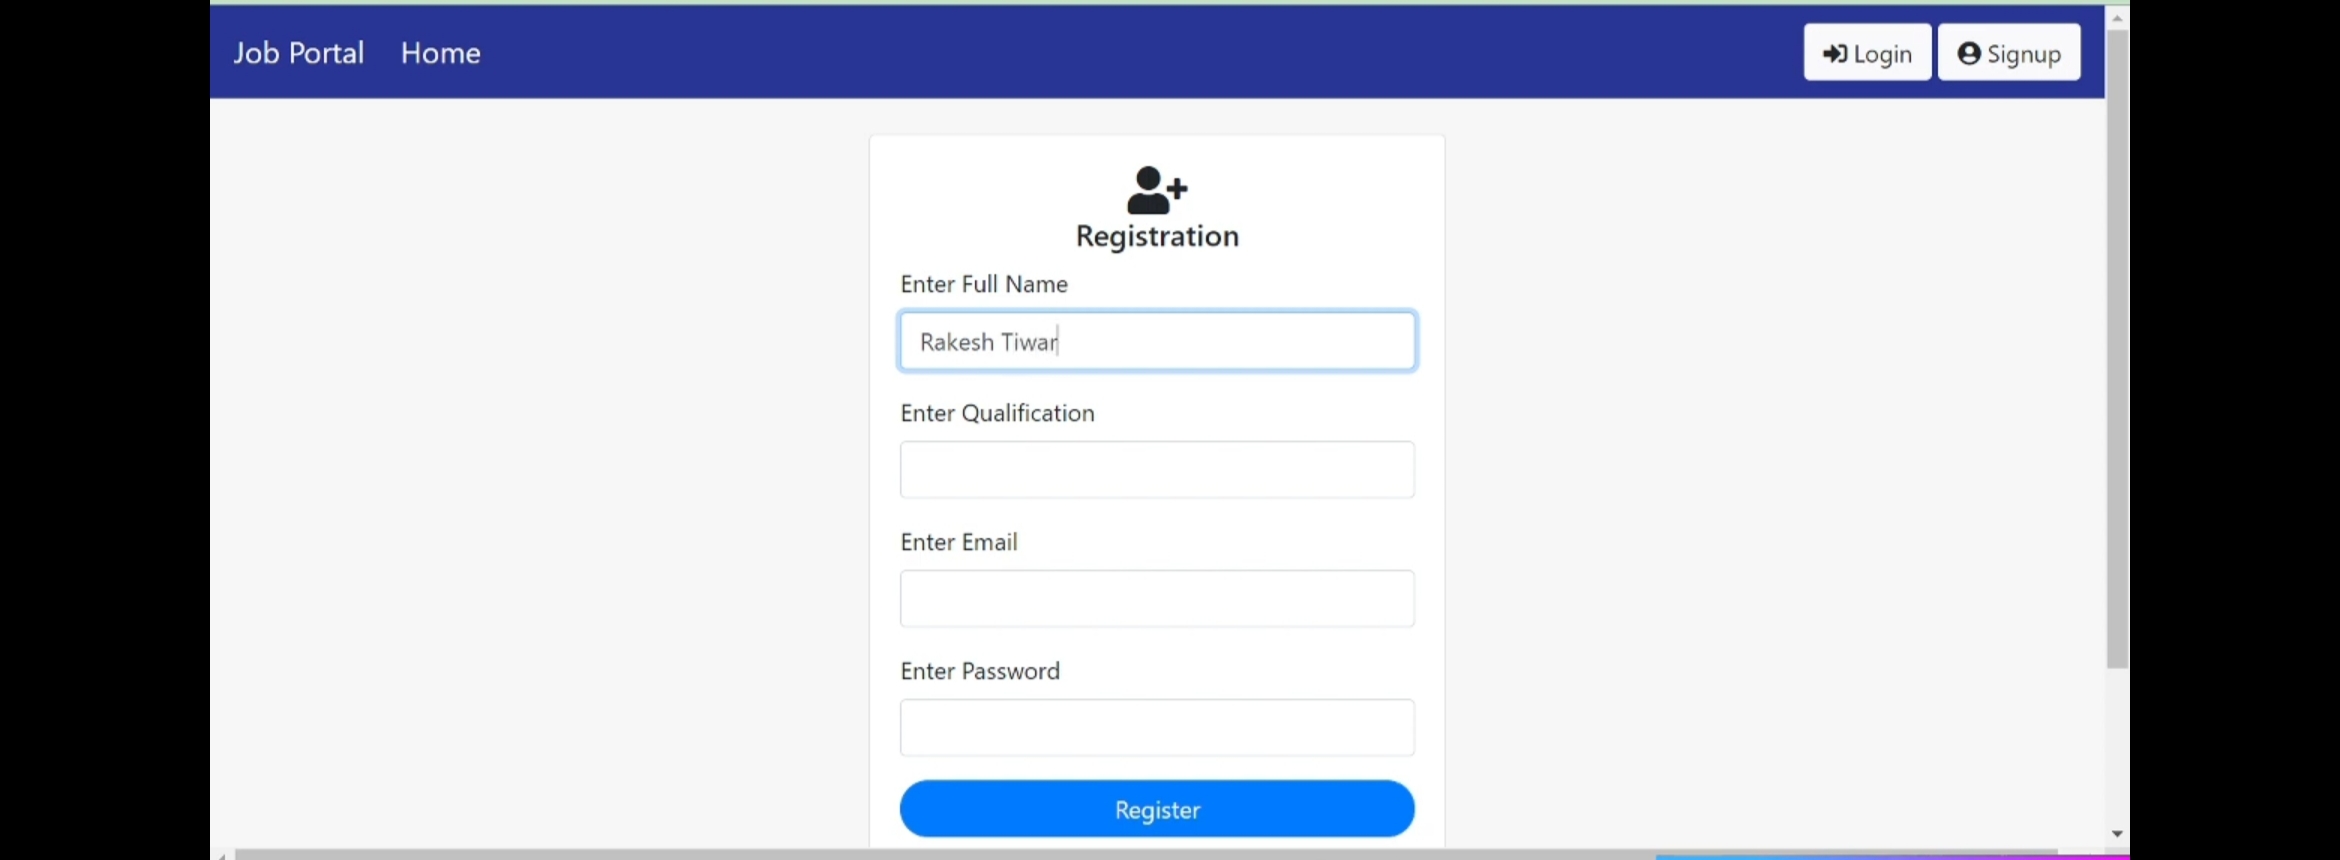 Job Portal Home Login Signup
Registration
Enter Full Name
Rakesh Tiwar
Enter Qualification
Enter Email
Enter Password
Register